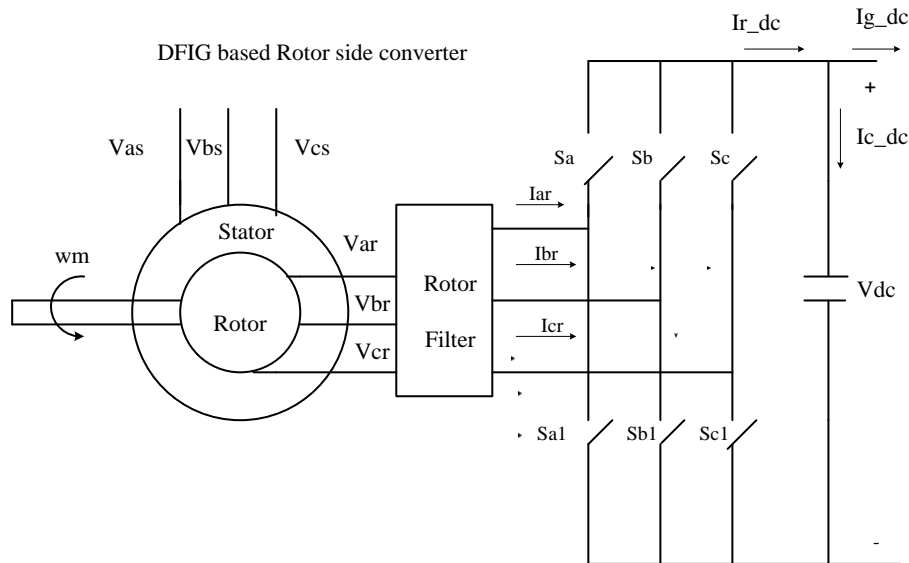 Ir_dc
Ig_dc
DFIG based Rotor side converter
+
Vas
Vbs
Vcs
Ic_dc
Sa
Sb
Sc
Iar
Stator
Var
wm
Ibr
Rotor
Vdc
Vbr
Rotor
Icr
Filter
Vcr
Sa1
Sb1
Sc1
-